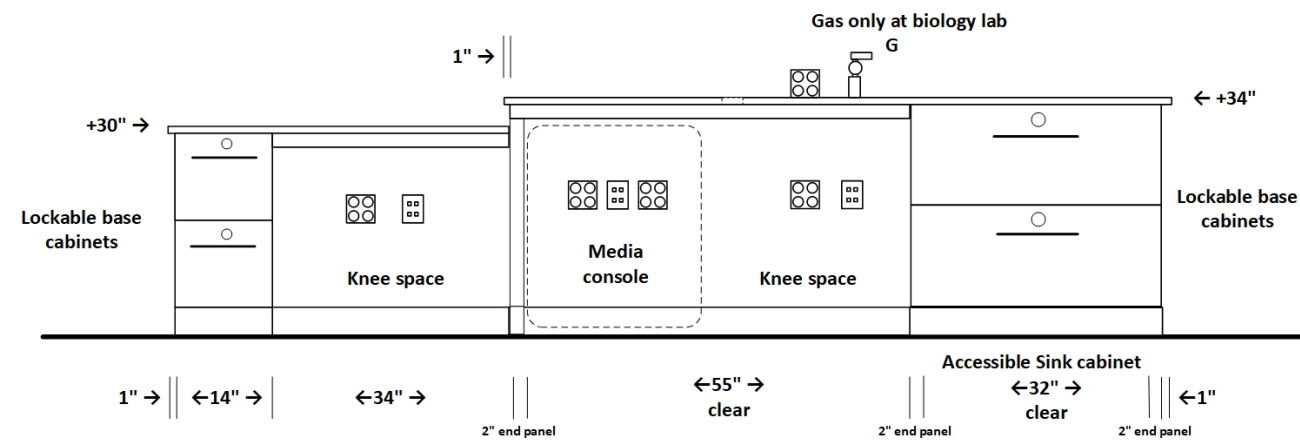 Gas only at biology lab
G
1" →
+30" →
← +34"
Lockable base
cabinets
Lockable base
cabinets
Media
console
Knee space
Knee space
Accessible Sink cabinet
1" →
←14"→
←34"→
←55"→
clear
←32"→
clear
←1"
2" end panel
2" end panel
2" end panel